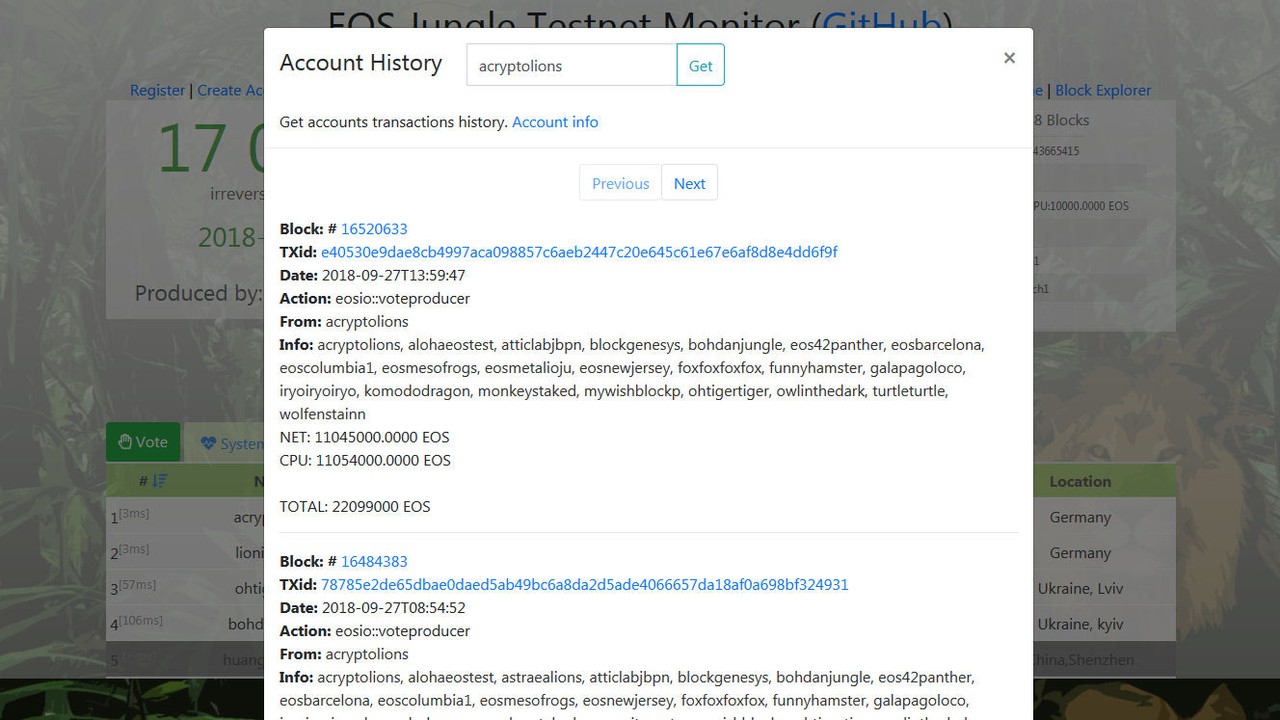 EOS Jungle Testnet Monitor (GitHub)
Account History acryptolions Get ×
Register | Create Acc | Block Explorer
Get accounts transactions history. Account info
17 0
8 Blocks
43665415
Previous Next
irrevers
PU:10000.0000 EOS
Block: # 16520633
2018-
TXid: e40530e9dae8cb4997aca098857c6aeb2447c20e645c61e67e6af8d8e4dd6f9f
Date: 2018-09-27T13:59:47
Produced by:
Action: eosio::voteproducer
From: acryptolions
Info: acryptolions, alohaeostest, atticlabjbpn, blockgenesys, bohdanjungle, eos42panther, eosbarcelona,
eoscolumbia1, eosmesofrogs, eosmetalioju, eosnewjersey, foxfoxfoxfox, funnyhamster, galapagoloco,
iryoiryoiryo, komododragon, monkeystaked, mywishblockp, ohtigertiger, owlinthedark, turtleturtle,
wolfenstainn
NET: 11045000.0000 EOS
Vote System
CPU: 11054000.0000 EOS
# N Location
TOTAL: 22099000 EOS
1[3ms] acryp Germany
2[3ms] lioni Germany
Block: # 16484383
TXid: 78785e2de65dbae0daed5ab49bc6a8da2d5ade4066657da18af0a698bf324931
3[57ms] ohtig Ukraine, Lviv
Date: 2018-09-27T08:54:52
4[106ms] bohd Ukraine, kyiv
Action: eosio::voteproducer
From: acryptolions
5 huang China,Shenzhen
Info: acryptolions, alohaeostest, astraealions, atticlabjbpn, blockgenesys, bohdanjungle, eos42panther,
eosbarcelona, eoscolumbia1, eosmesofrogs, eosnewjersey, foxfoxfoxfox, funnyhamster, galapagoloco,